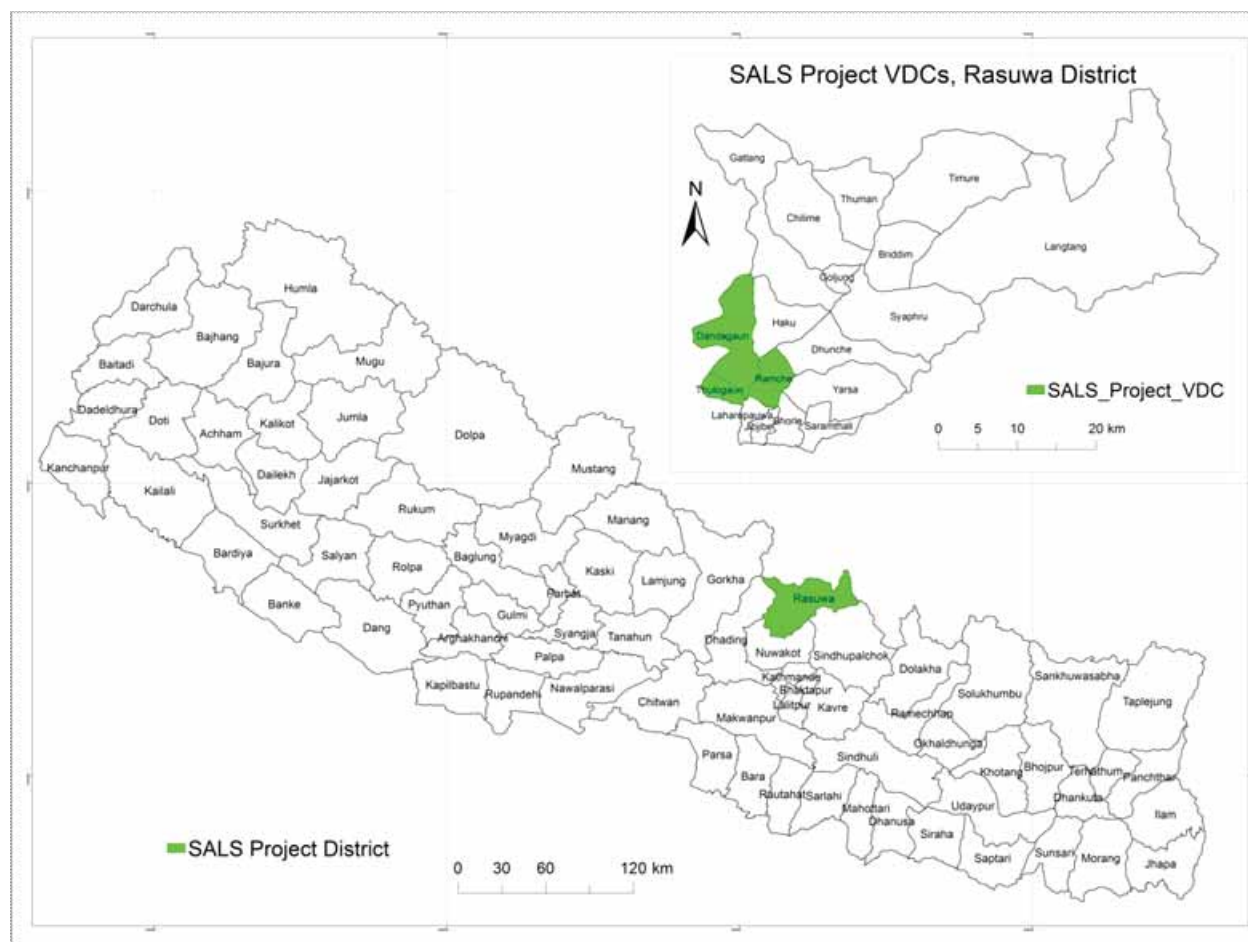 SALS Project VDCs, Rasuwa District
Gatlang
Timure
Thuman
N
Chilime
Langtang
Briddim
Goljung
Syaphru
Haku
Dandagaun
Dhunche
Ramche
Thulogaun
Yarsa
SALS_Project_VDC
Laharepauwa
Bhorle
Saramthali
0 5 10 20 km
Humla
Darchula
Bajhang
Baitadi
Bajura
Mugu
Dadeldhura
Doti
Jumla
Achham
Kalikot
Dolpa
Kanchanpur
Dailekh
Mustang
Kailali
Jajarkot
Rukum
Surkhet
Manang
Myagdi
Bardiya
Salyan
Baglung
Rolpa
Kaski
Lamjung
Gorkha
Parbat
Rasuwa
Banke
Pyuthan
Gulmi
Dang
Syangja
Tanahun
Arghakhanchi
Dhading
Palpa
Nuwakot
Sindhupalchok
Dolakha
Kathmandu
Sankhuwasabha
Kapilbastu
Rupandehi
Nawalparasi
Bhaktapur
Solukhumbu
Chitwan
Lalitpur
Kavre
Taplejung
Makwanpur
Ramechhap
Okhaldhunga
Parsa
Sindhuli
Bara
Khotang
Bhojpur
Terhathum
Panchthar
Rautahat
Sarlahi
Dhankuta
Mahottari
Udaypur
Dhanusa
Ilam
Siraha
SALS Project District
Saptari
Sunsari
Morang
Jhapa
0 30 60 120 km